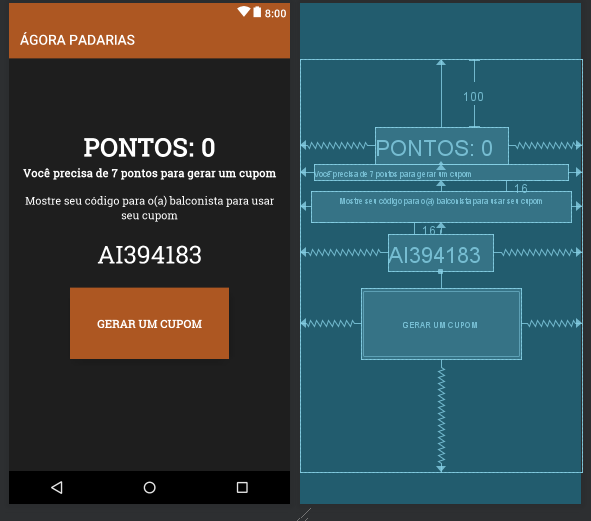 8:00
ÁGORA PADARIAS
PONTOS: 0
Você precisa de 7 pontos para gerar um cupom
Mostre seu código para o(a) balconista para usar
seu cupom
AI394183
GERAR UM CUPOM
100
PONTOS: 0
Você precisa de 7 pontos para gerar um cupom
16
Mostre seu código para o(a) balconista para usar seu cupom
16
AI394183
GERAR UM CUPOM